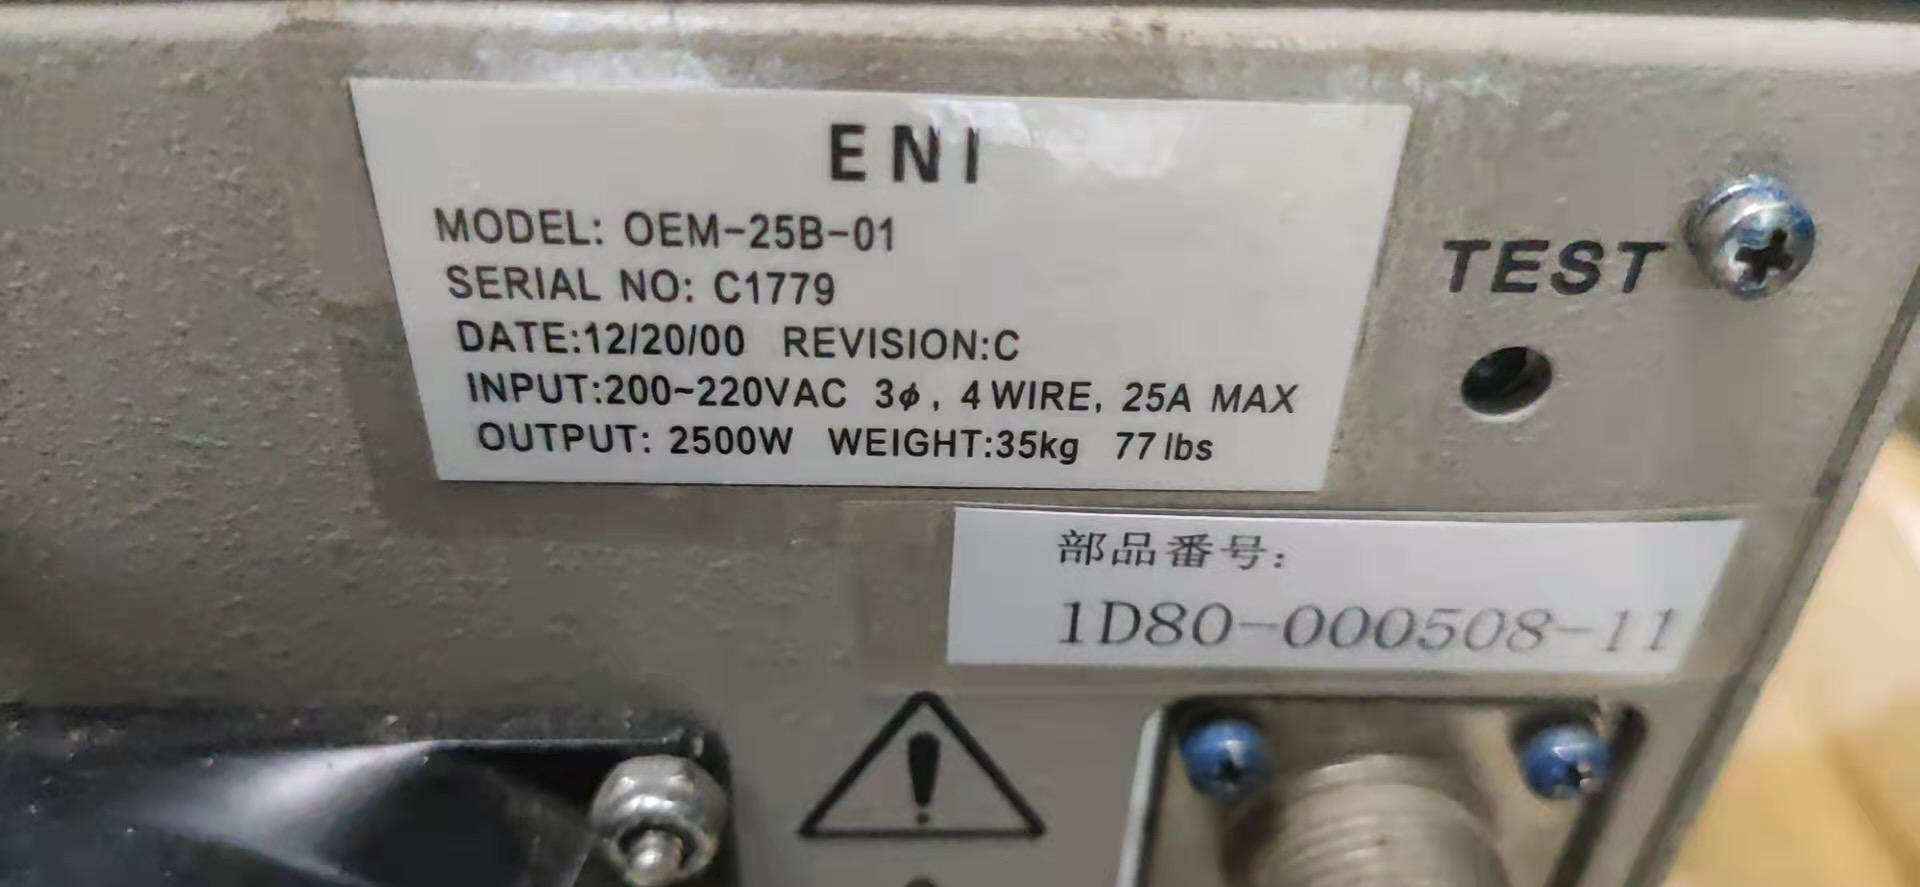 ENI
MODEL: OEM-25B-01
SERIAL NO: C1779
DATE:12/20/00 REVISION:C
INPUT:200~220VAC 3ϕ, 4 WIRE, 25A MAX
OUTPUT: 2500W WEIGHT:35kg 77 lbs
TEST
部品番号:
1D80-000508-11